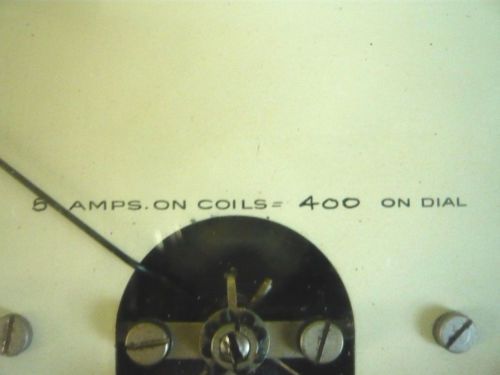 5 AMPS. ON COILS = 400 ON DIAL